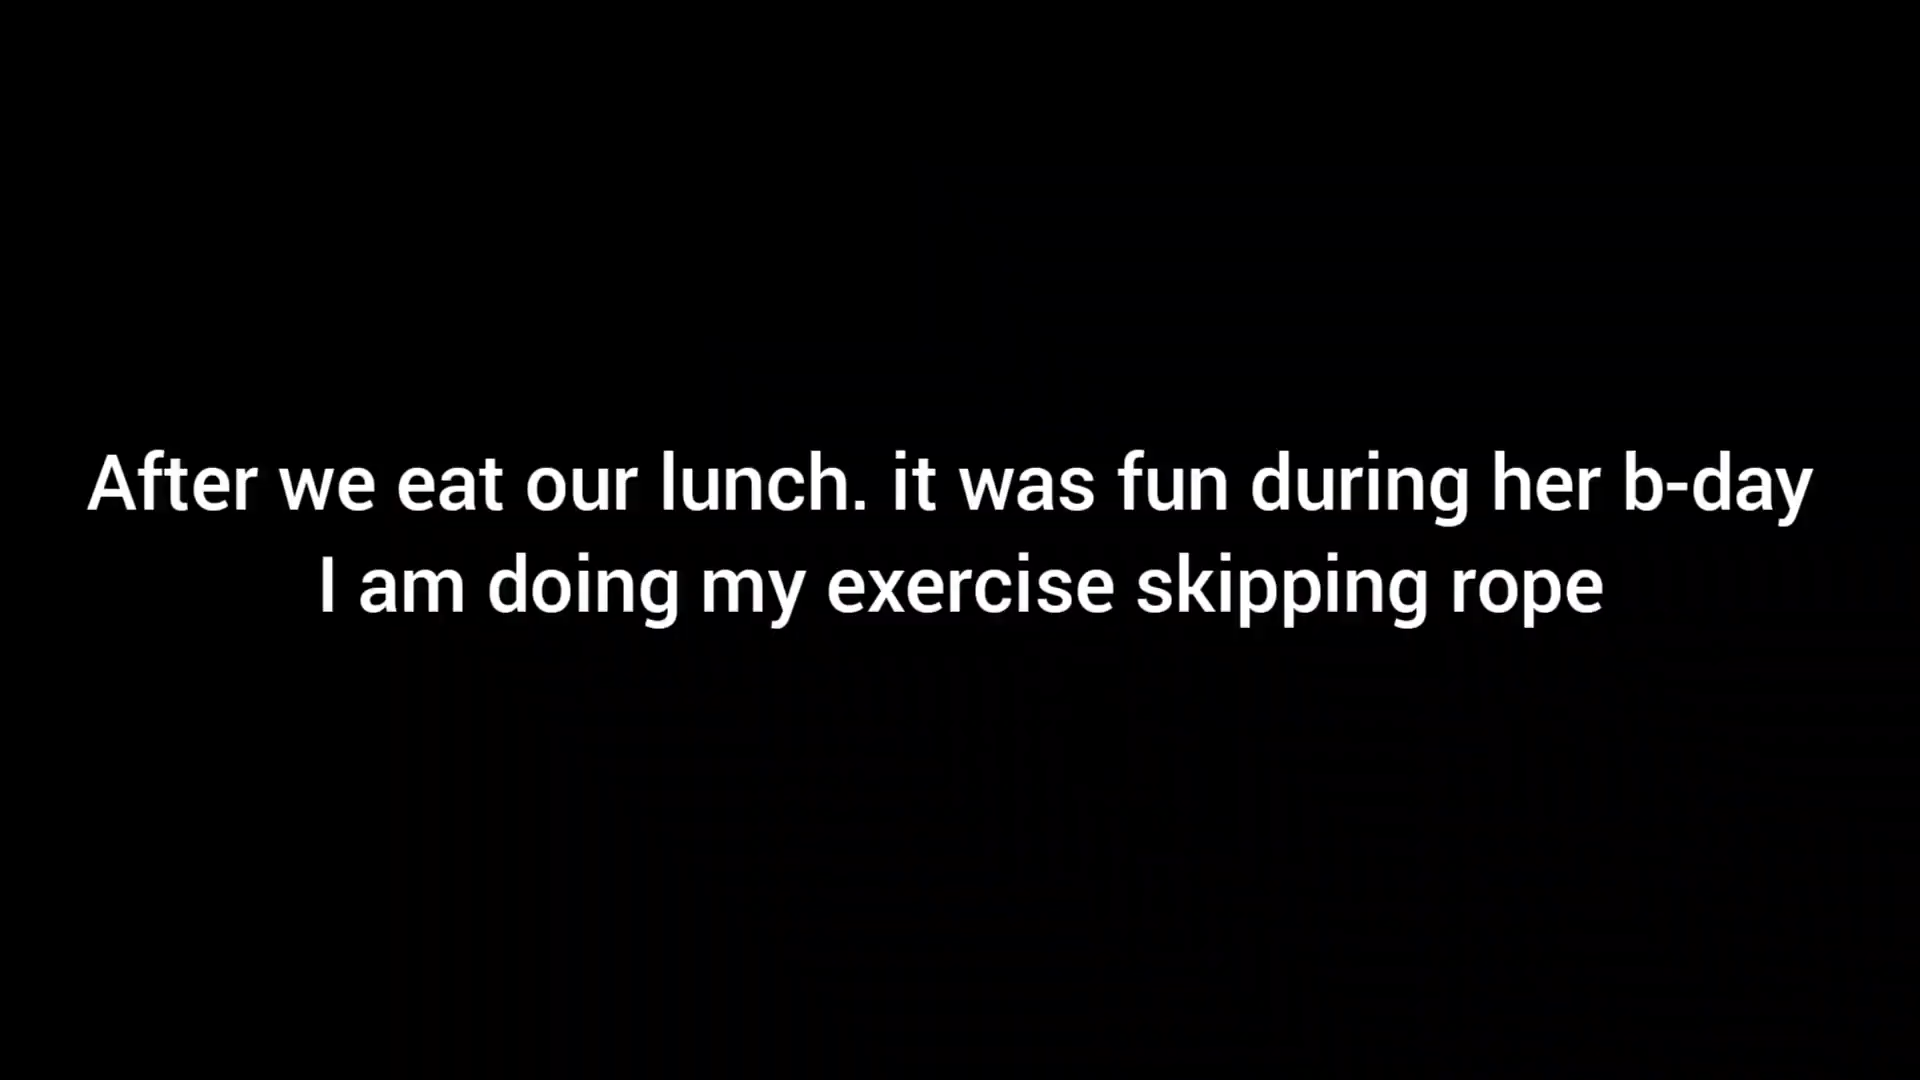 After we eat our lunch. it was fun during her b-day
I am doing my exercise skipping rope